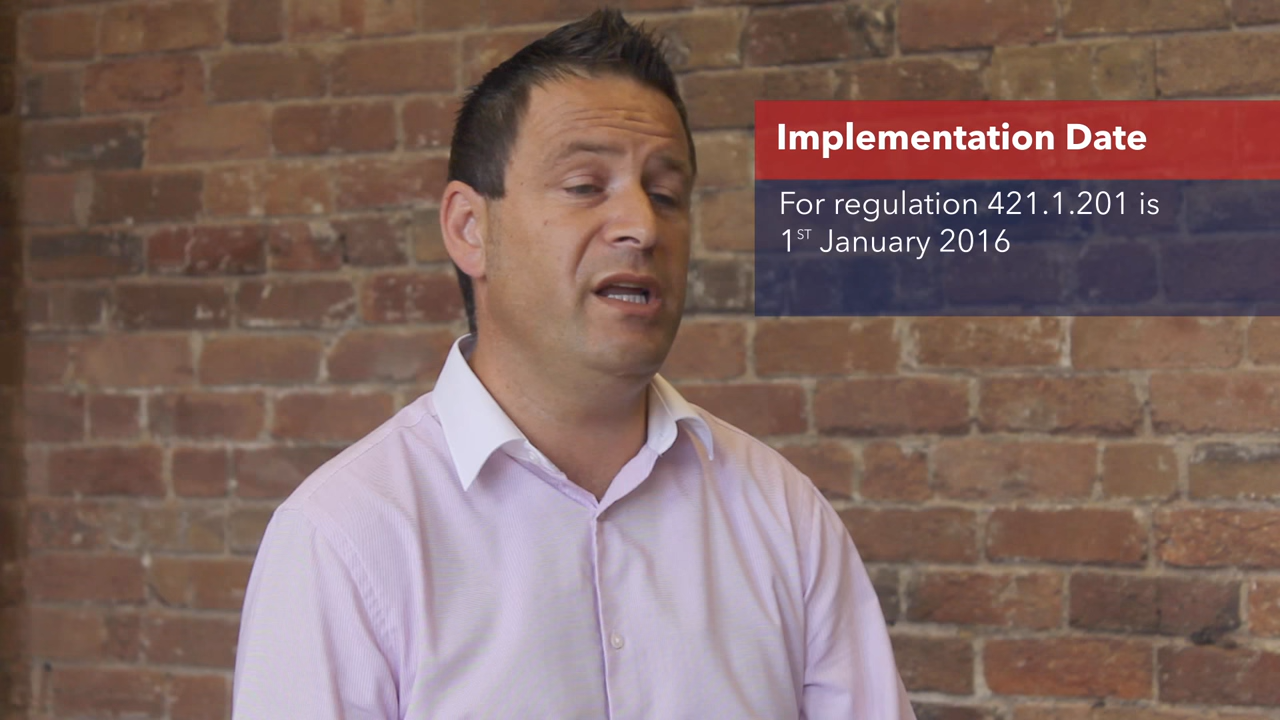 Implementation Date
For regulation 421.1.201 is
1ST January 2016